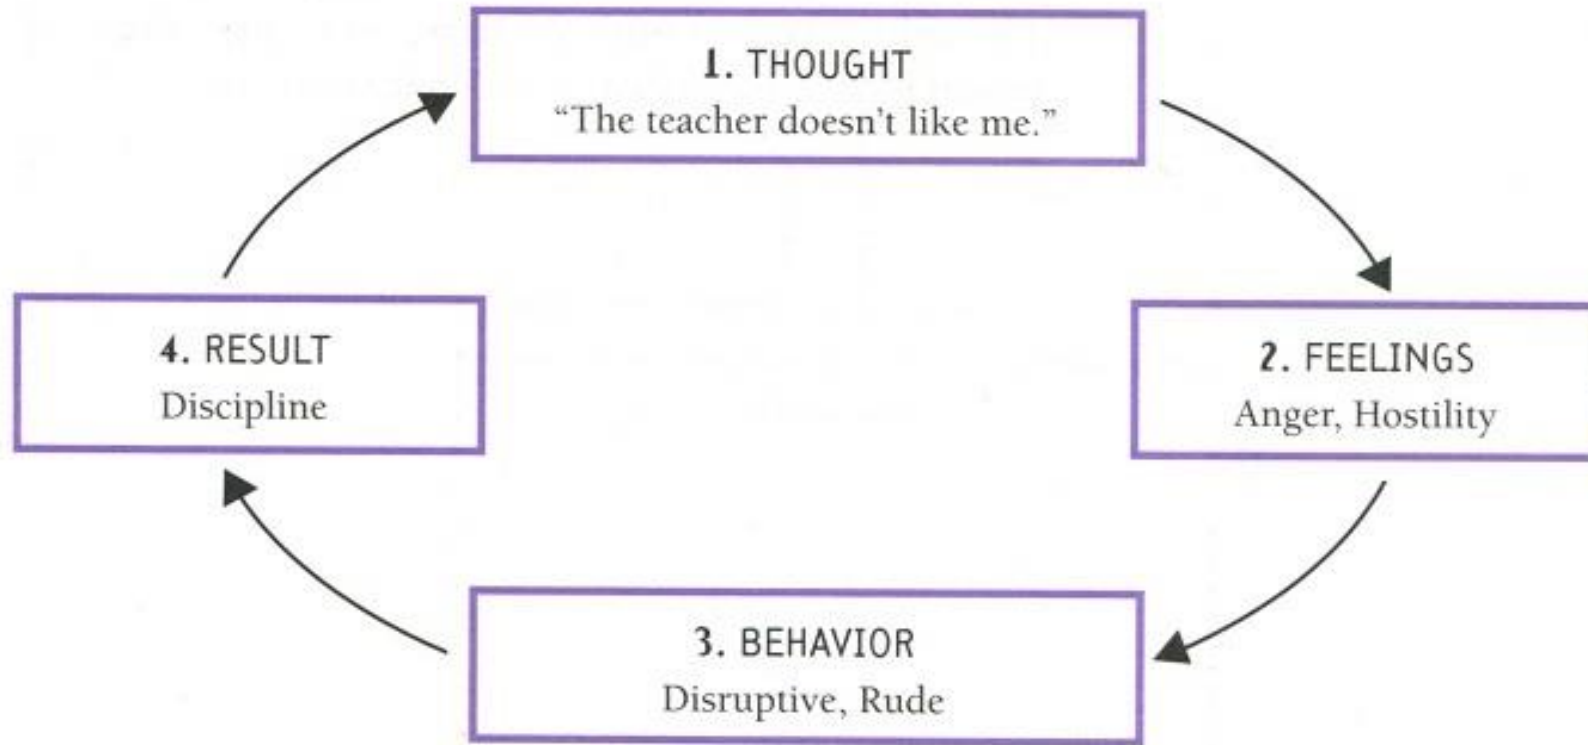 1. THOUGHT
“The teacher doesn't like me.”
2. FEELINGS
Anger, Hostility
3. BEHAVIOR
Disruptive, Rude
4. RESULT
Discipline